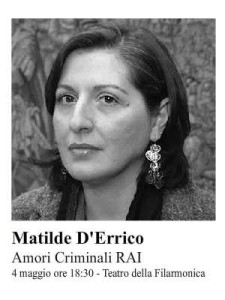 Matilde D'Errico
Amori Criminali RAI
4 maggio ore 18:30 - Teatro della Filarmonica